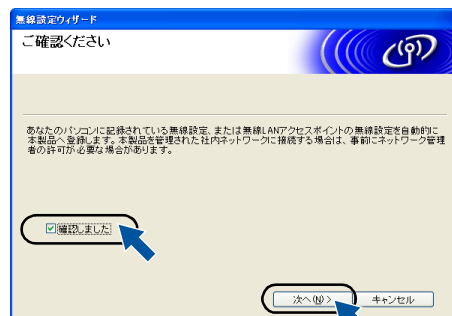 無線設定ウィザード
ご確認ください
あなたのパソコンに記録されている無線設定、または無線LANアクセスポイントの無線設定を自動的に
本製品へ登録します。本製品を管理された社内ネットワークに接続する場合は、事前にネットワーク管理
者の許可が必要な場合があります。
確認しました
次へ(N) >
キャンセル